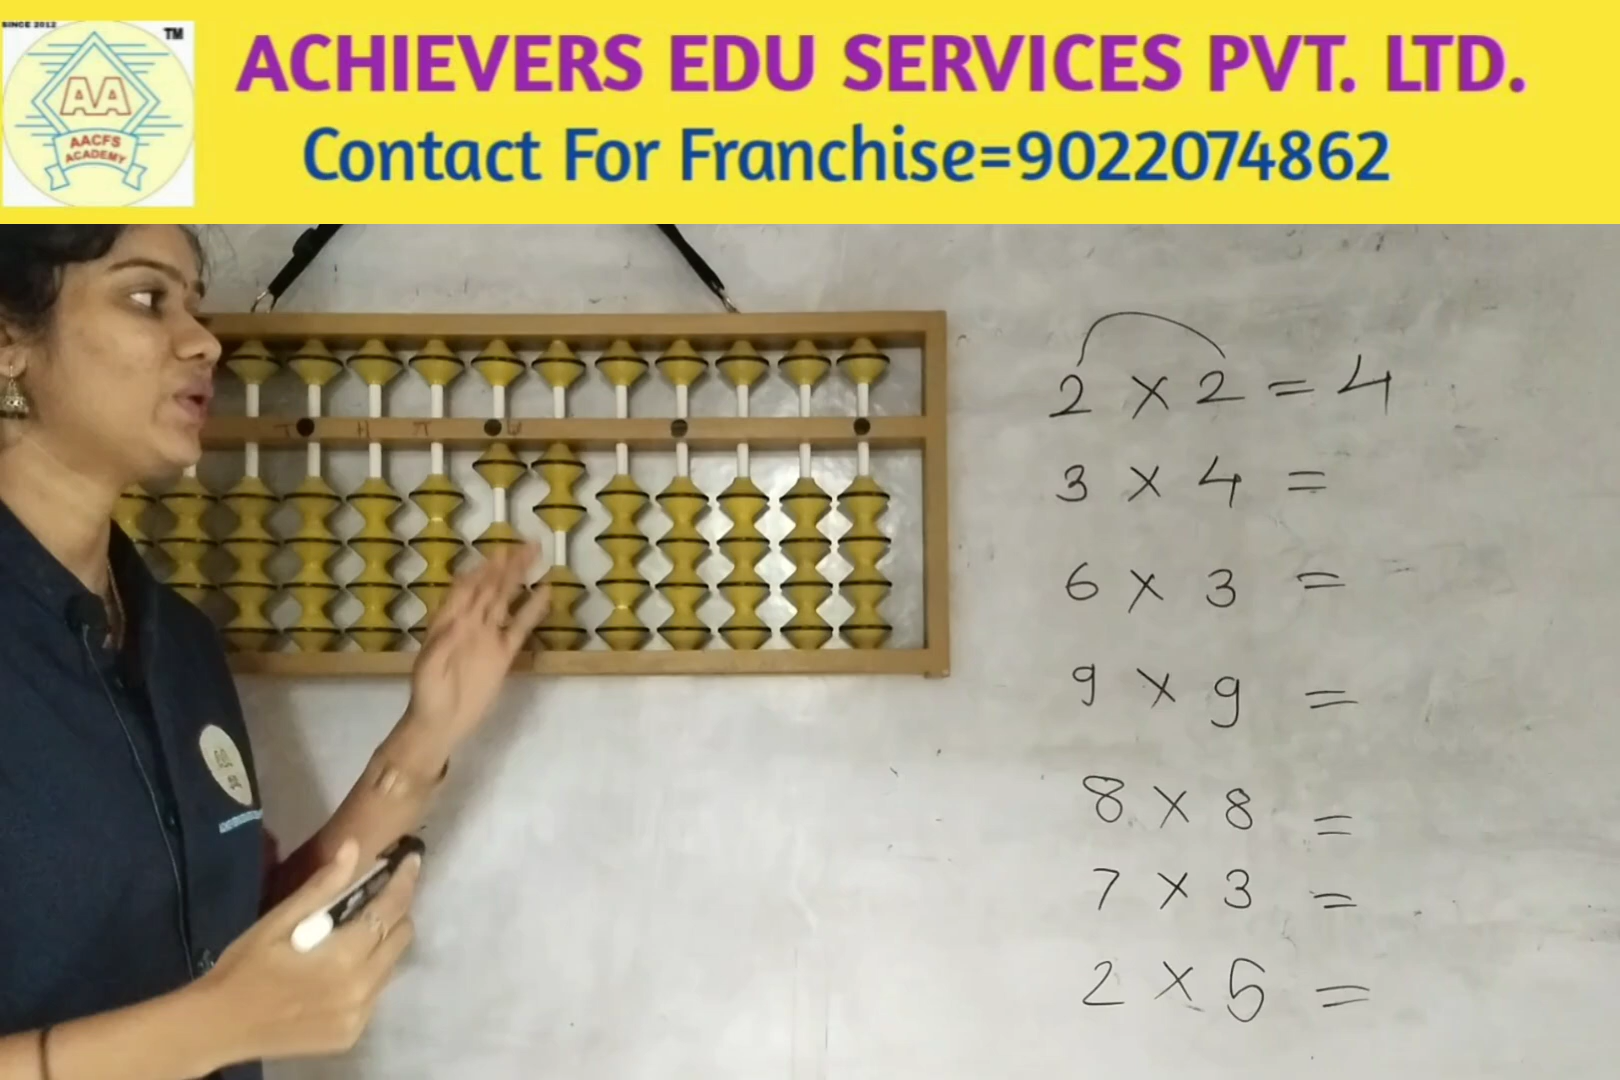 SINCE 2012
TM
AA
AACFS
ACADEMY
ACHIEVERS EDU SERVICES PVT. LTD.
Contact For Franchise=9022074862
T H T
2 × 2 = 4
3 × 4 =
6 × 3 =
9 × 9 =
8 × 8 =
7 × 3 =
2 × 5 =